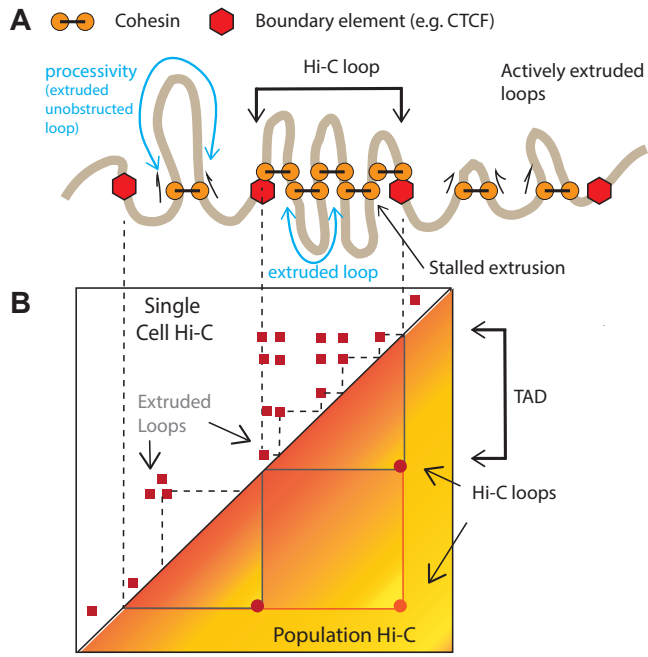 A
Cohesin
Boundary element (e.g. CTCF)
processivity
(extruded
unobstructed
loop)
Hi-C loop
Actively extruded
loops
extruded loop
Stalled extrusion
B
Single
Cell Hi-C
Extruded
Loops
TAD
Hi-C loops
Population Hi-C